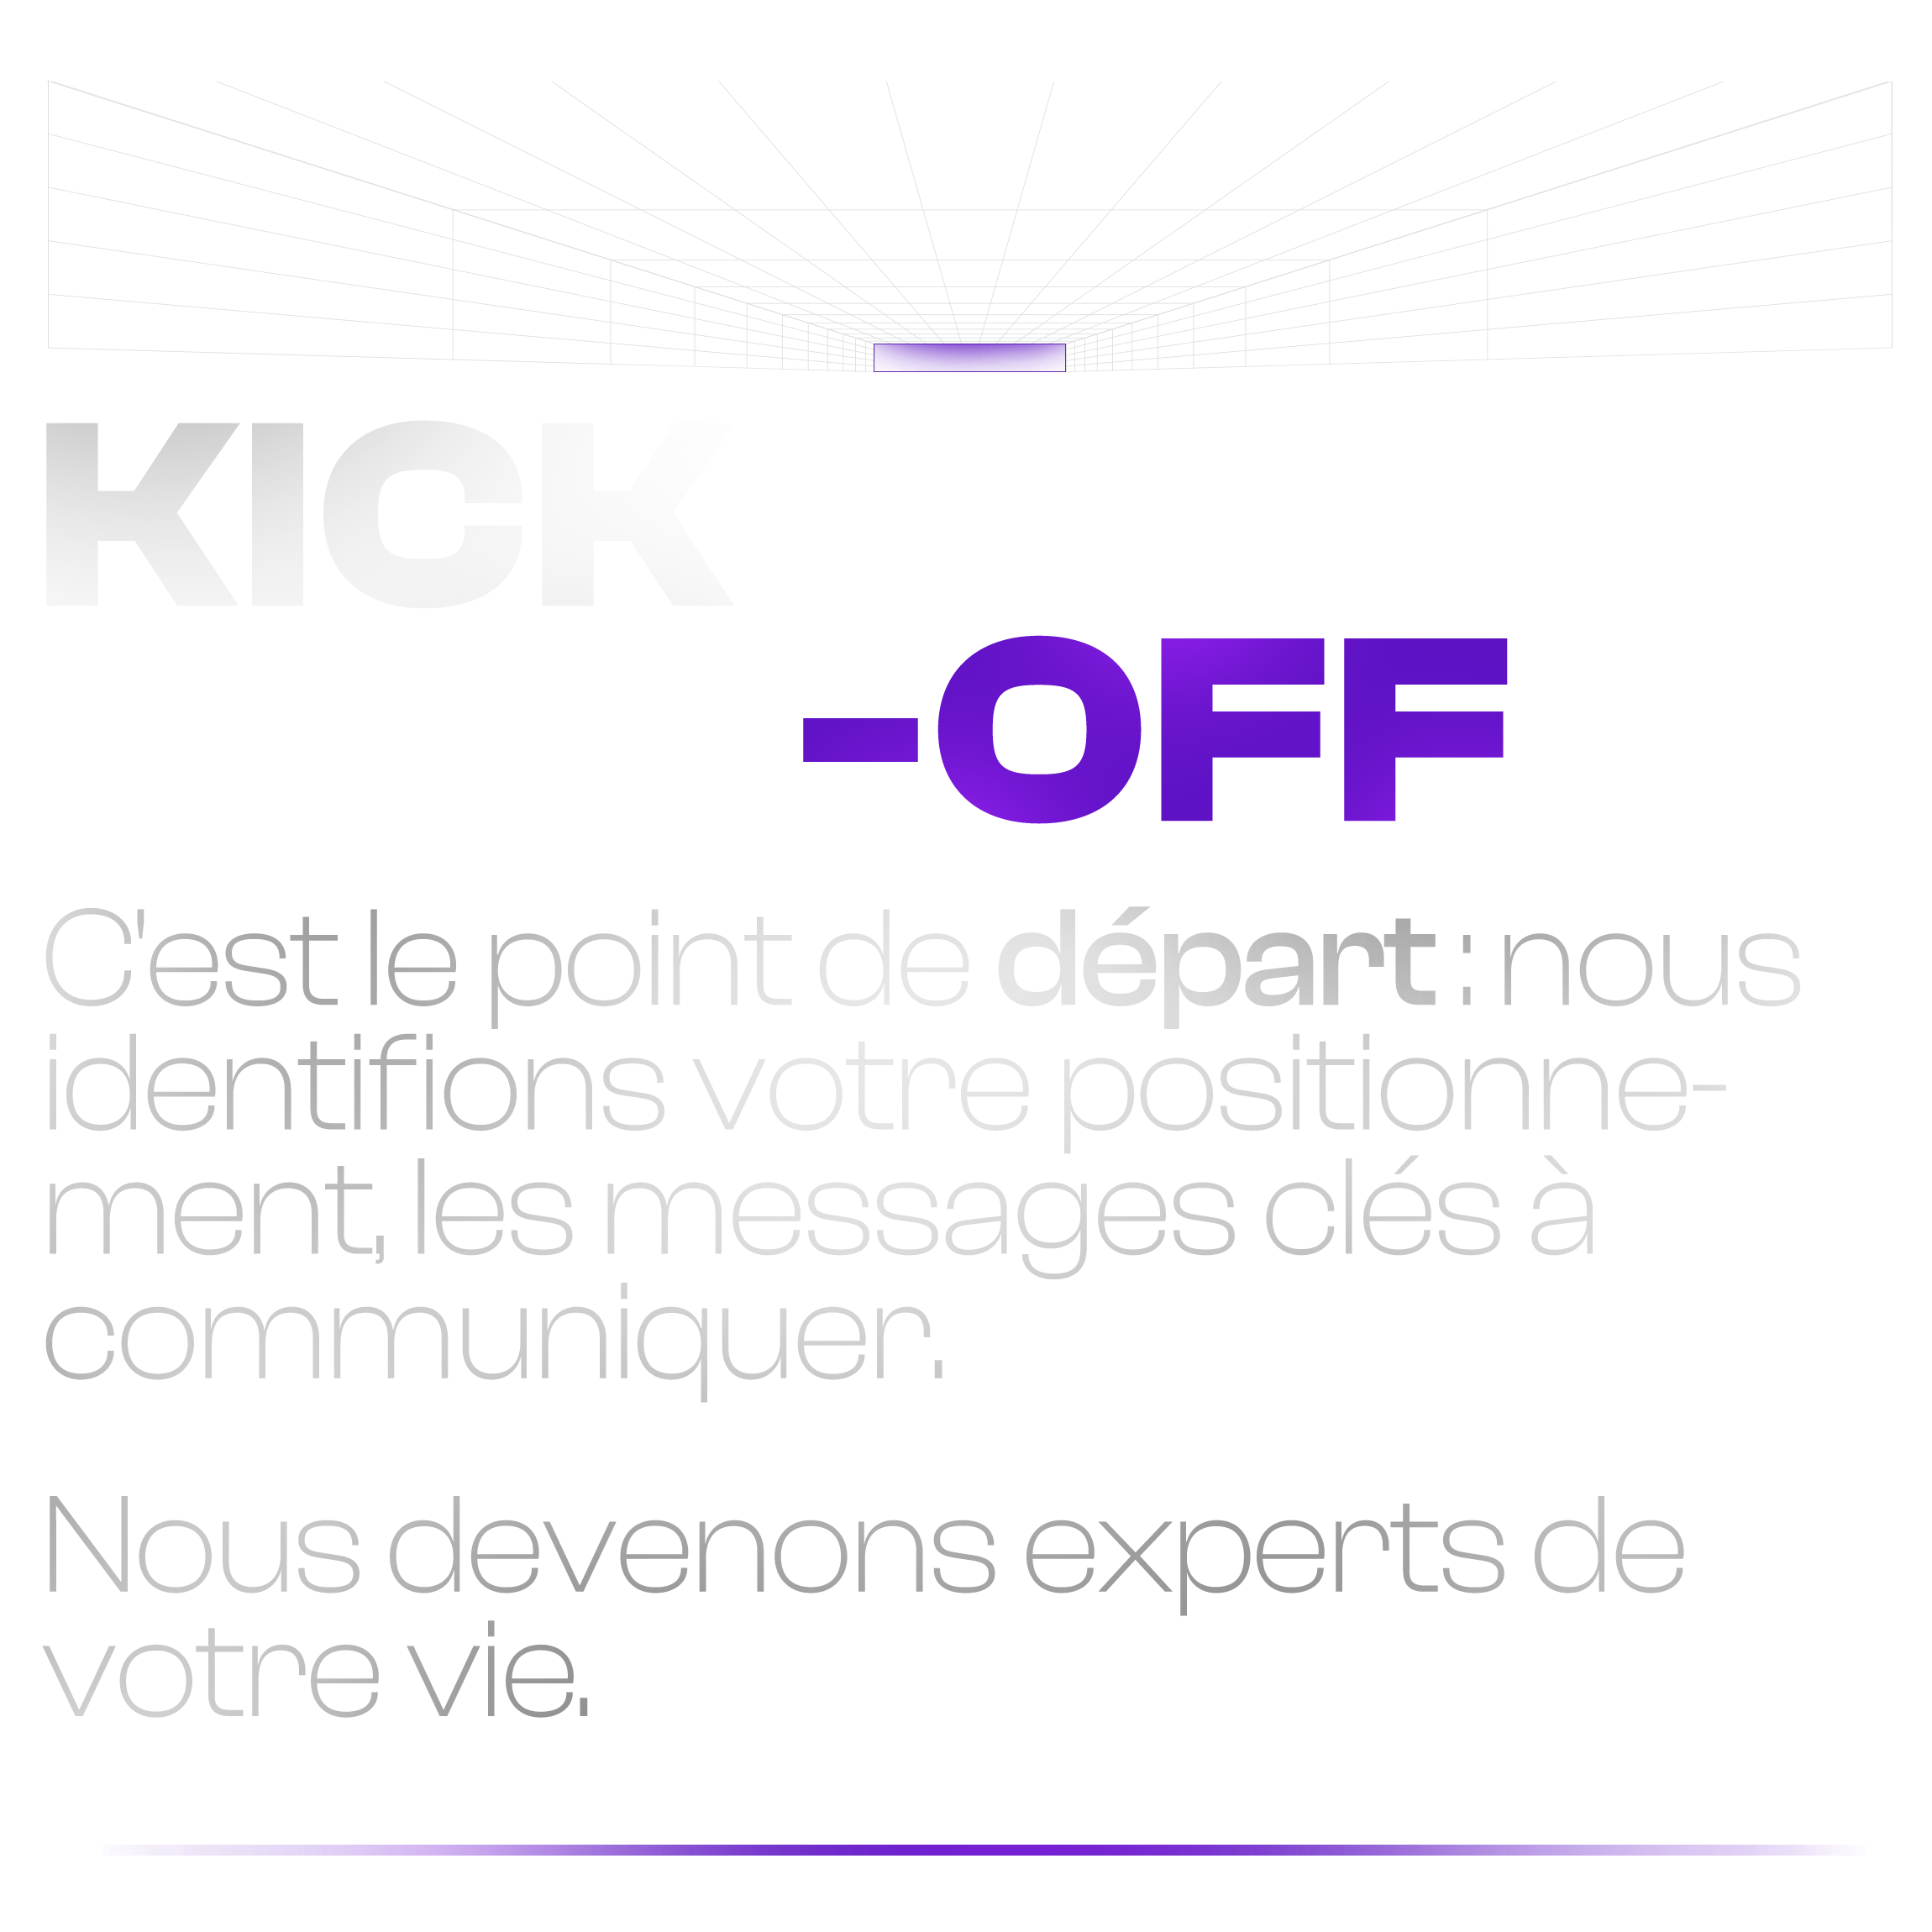 KICK
-OFF
C'est le point de départ : nous
identifions votre positionne-
ment, les messages clés à
communiquer.
Nous devenons experts de
votre vie.